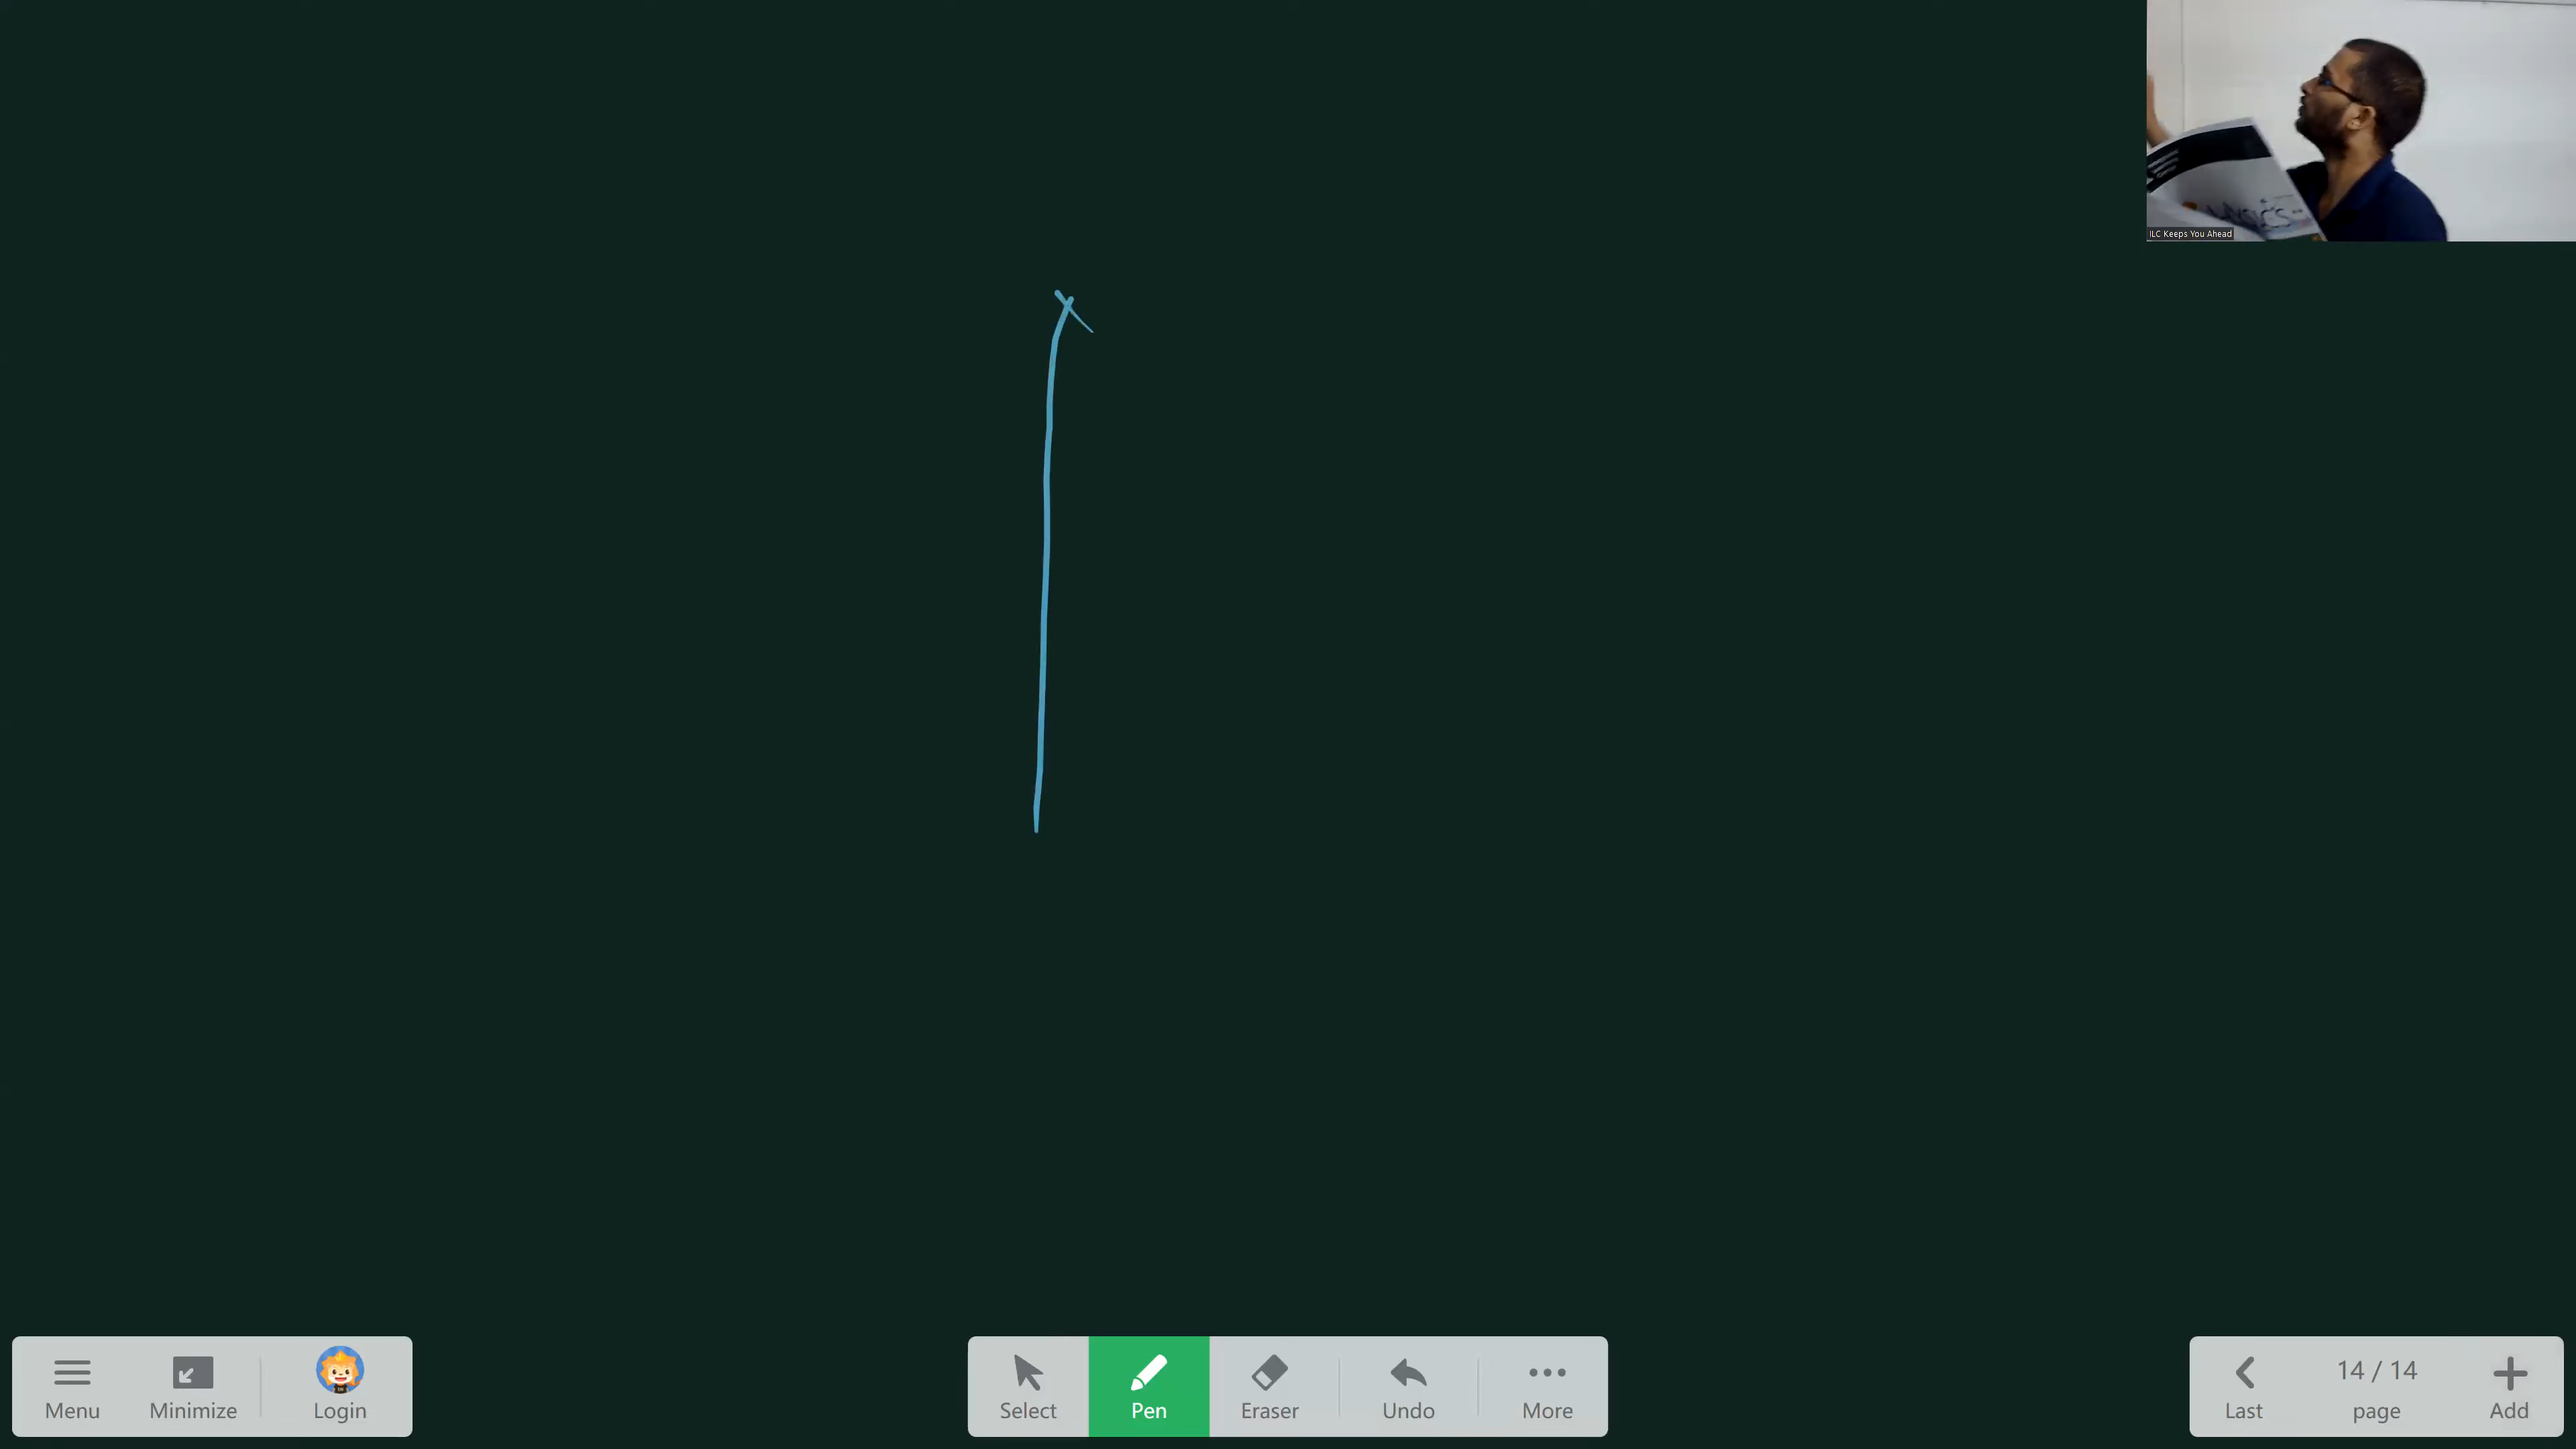 ILC Keeps You Ahead
Menu
Minimize
Login
Select
Pen
Eraser
Undo
More
Last
14 / 14
page
Add